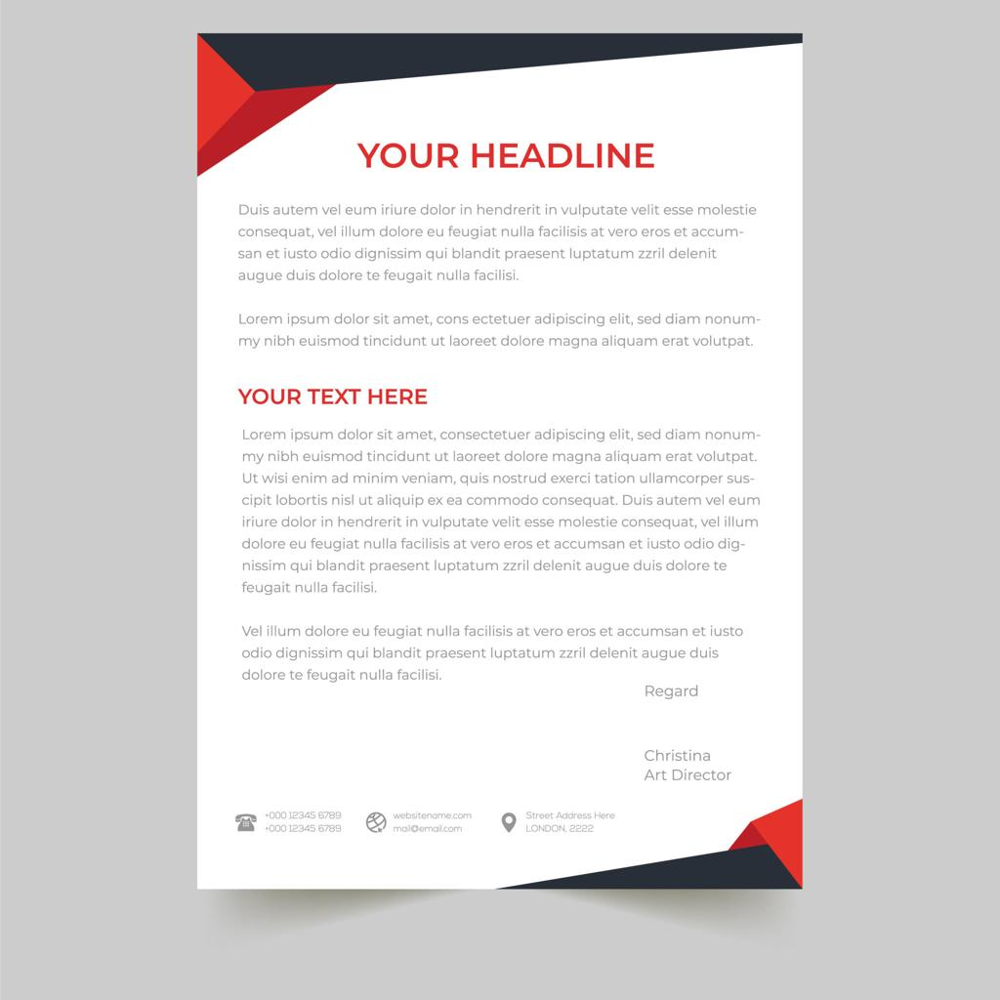 YOUR HEADLINE
Duis autem vel eum iriure dolor in hendrerit in vulputate velit esse molestie
consequat, vel illum dolore eu feugiat nulla facilisis at vero eros et accum-
san et iusto odio dignissim qui blandit praesent luptatum zzril delenit
augue duis dolore te feugait nulla facilisi.
Lorem ipsum dolor sit amet, cons ectetuer adipiscing elit, sed diam nonum-
my nibh euismod tincidunt ut laoreet dolore magna aliquam erat volutpat.
YOUR TEXT HERE
Lorem ipsum dolor sit amet, consectetuer adipiscing elit, sed diam nonum-
my nibh euismod tincidunt ut laoreet dolore magna aliquam erat volutpat.
Ut wisi enim ad minim veniam, quis nostrud exerci tation ullamcorper sus-
cipit lobortis nisl ut aliquip ex ea commodo consequat. Duis autem vel eum
iriure dolor in hendrerit in vulputate velit esse molestie consequat, vel illum
dolore eu feugiat nulla facilisis at vero eros et accumsan et iusto odio dig-
nissim qui blandit praesent luptatum zzril delenit augue duis dolore te
feugait nulla facilisi.
Vel illum dolore eu feugiat nulla facilisis at vero eros et accumsan et iusto
odio dignissim qui blandit praesent luptatum zzril delenit augue duis
dolore te feugait nulla facilisi.
Regard
Christina
Art Director
+000 12345 6789
+000 12345 6789
websitename.com
mail@email.com
Street Address Here
LONDON, 2222